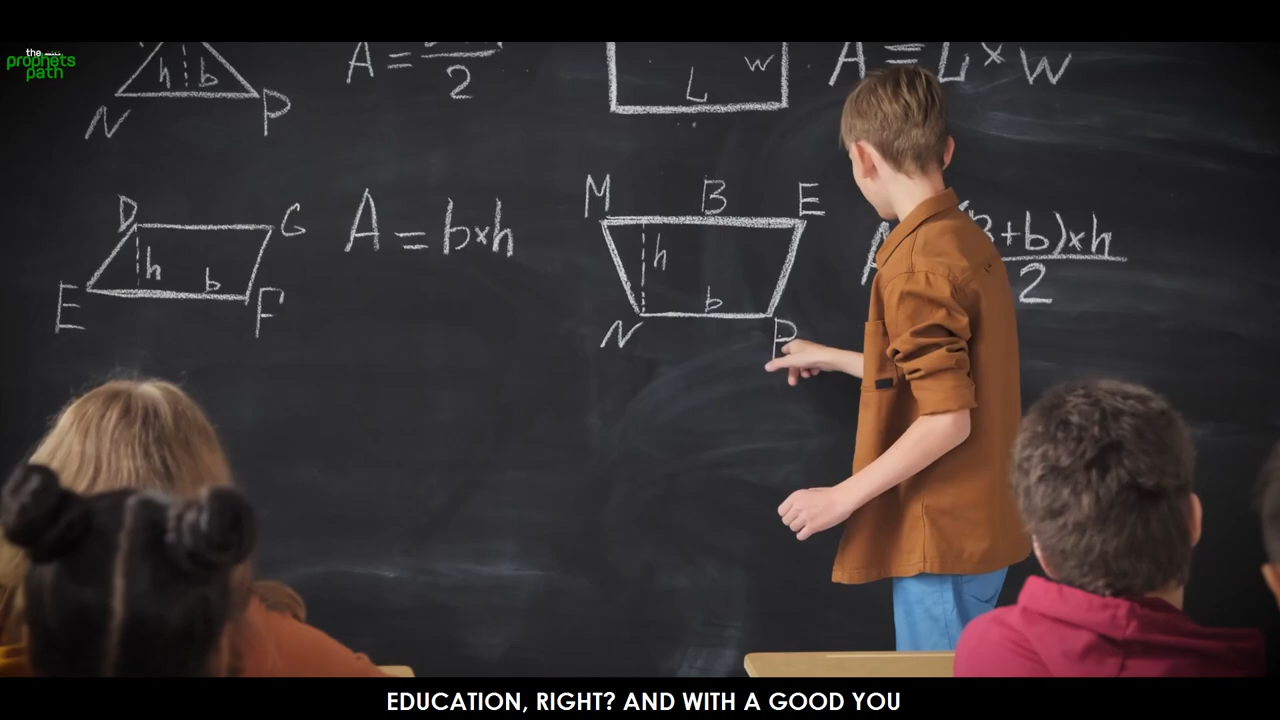 the
prophets
path
h b
N P
A =
2
L W
A = L x W
D G
h b
E F
A = b x h
M B E
h
b
N P
B + b) x h
2
EDUCATION, RIGHT? AND WITH A GOOD YOU